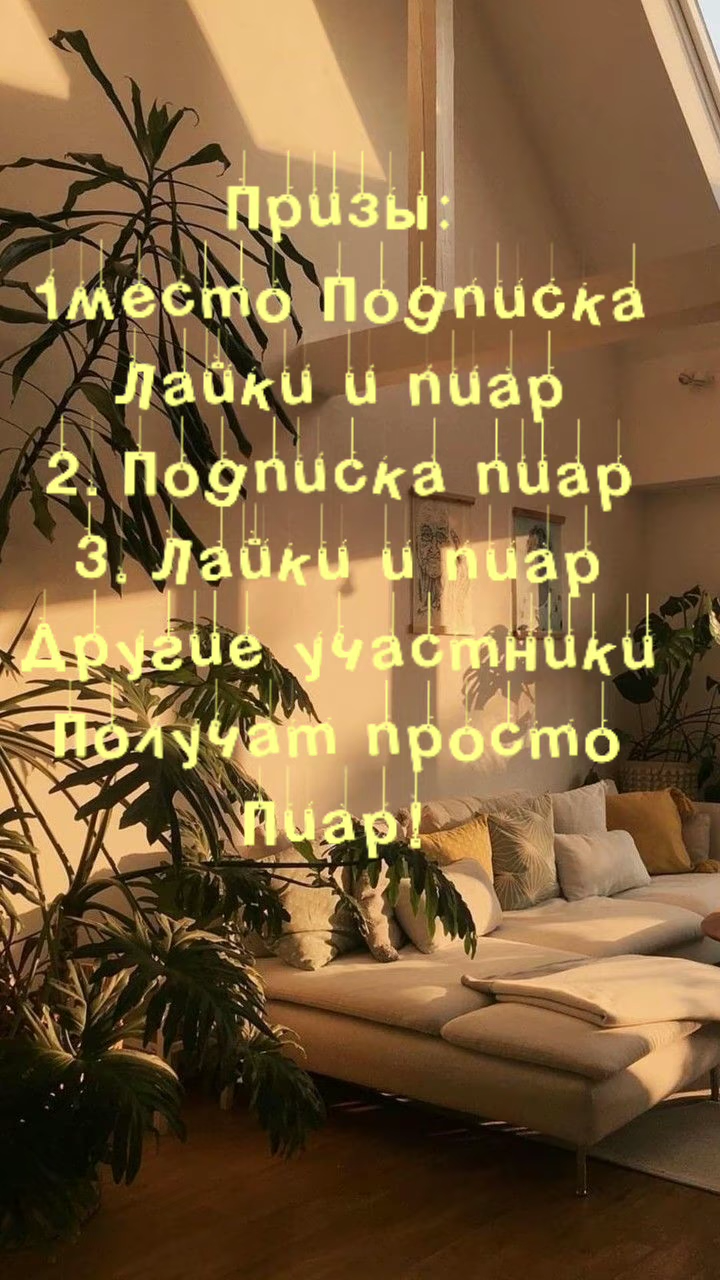 Призы:
1место Подписка
Лайки и пиар
2. Подписка пиар
3. Лайки и пиар
Другие участники
Получат просто
Пиар!